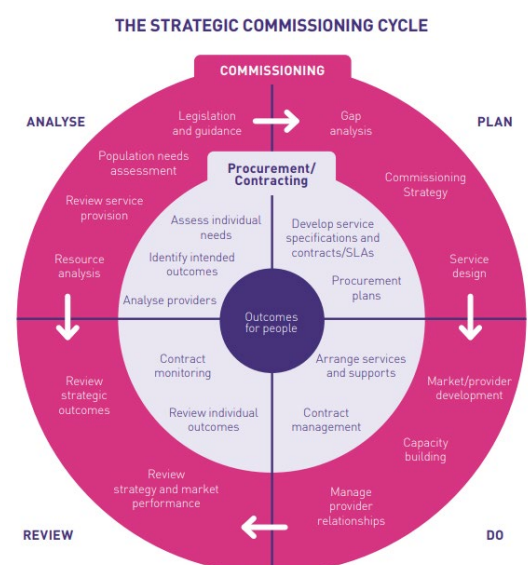 THE STRATEGIC COMMISSIONING CYCLE
COMMISSIONING
ANALYSE
PLAN
Legislation
and guidance
Gap
analysis
Population needs
assessment
Commissioning
Strategy
Review service
provision
Resource
analysis
Service
design
Procurement/
Contracting
Assess individual
needs
Develop service
specifications and
contracts/SLAs
Identify intended
outcomes
Procurement
plans
Analyse providers
Outcomes
for people
Contract
monitoring
Arrange services
and supports
Review individual
outcomes
Contract
management
Review
strategic
outcomes
Market/provider
development
Capacity
building
Review
strategy and market
performance
Manage
provider
relationships
REVIEW
DO